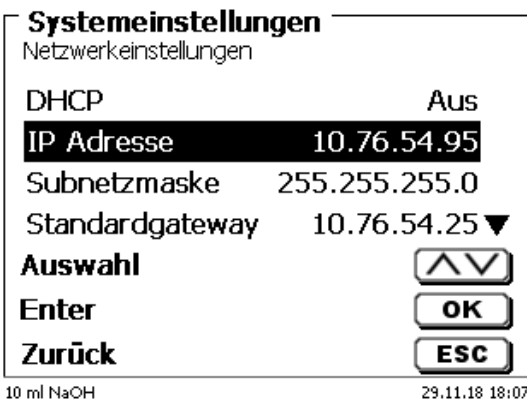 Systemeinstellungen
Netzwerkeinstellungen
DHCP Aus
IP Adresse 10.76.54.95
Subnetzmaske 255.255.255.0
Standardgateway 10.76.54.25
Auswahl
Enter OK
Zurück ESC
10 ml NaOH 29.11.18 18:07